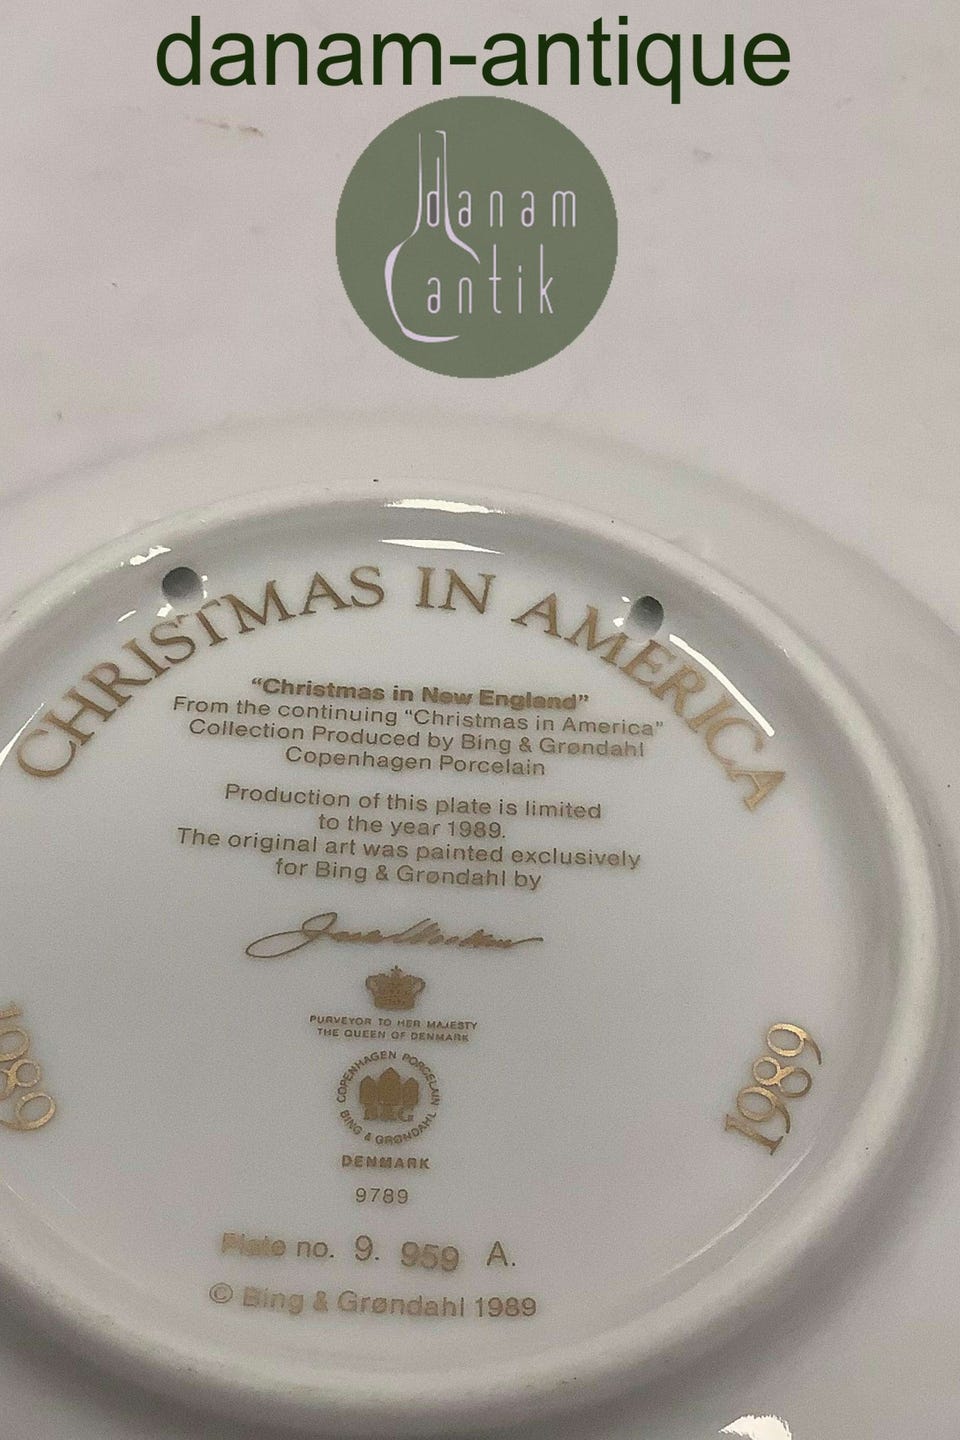 danam-antique
danam
antik
CHRISTMAS IN AMERICA
"Christmas in New England"
From the continuing "Christmas in America"
Collection Produced by Bing & Grøndahl
Copenhagen Porcelain
Production of this plate is limited
to the year 1989.
The original art was painted exclusively
for Bing & Grøndahl by
PURVEYOR TO HER MAJESTY
THE QUEEN OF DENMARK
COPENHAGEN PORCELAIN
B&G
BING & GRØNDAHL
DENMARK
9789
1989
1989
Plate no. 9. 959 A.
© Bing & Grøndahl 1989